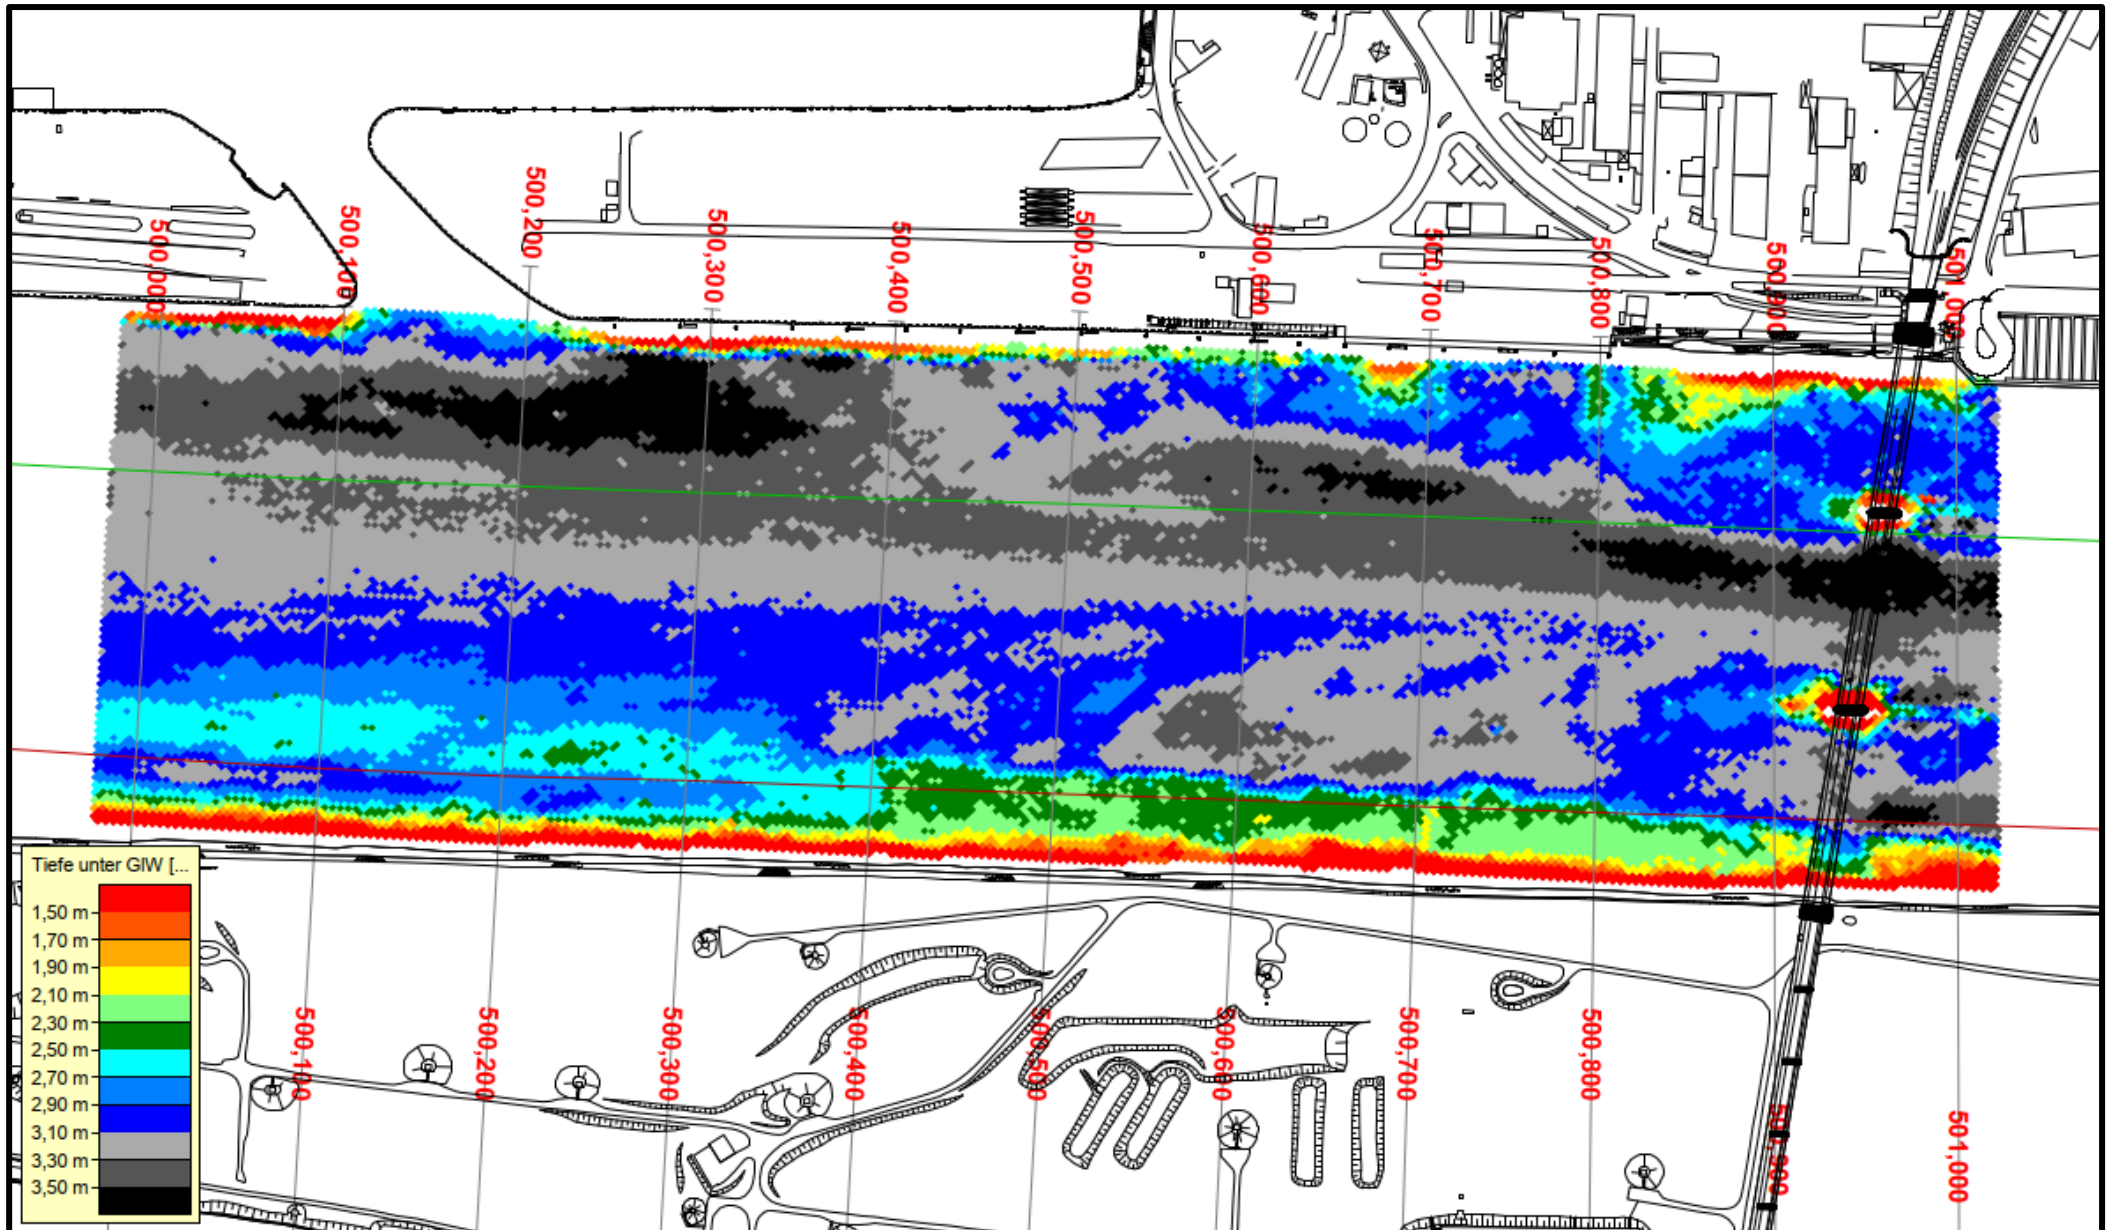 500,000
500,100
500,200
500,300
500,400
500,500
500,600
500,700
500,800
500,900
501,000
Tiefe unter GlW [...
1,50 m
1,70 m
1,90 m
2,10 m
2,30 m
2,50 m
2,70 m
2,90 m
3,10 m
3,30 m
3,50 m
500,100
500,200
500,300
500,400
500,500
500,600
500,700
500,800
500,900
501,000